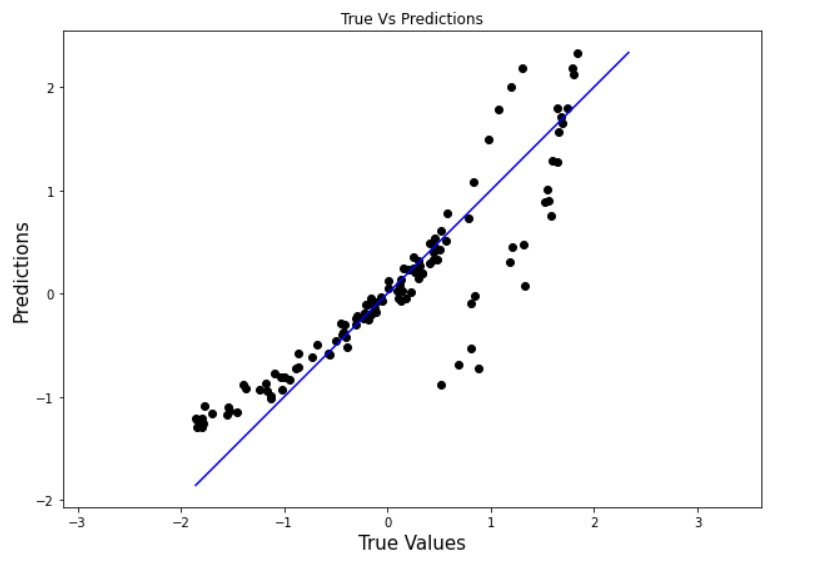 True Vs Predictions
2
1
0
−1
−2
Predictions
−3 −2 −1 0 1 2 3
True Values